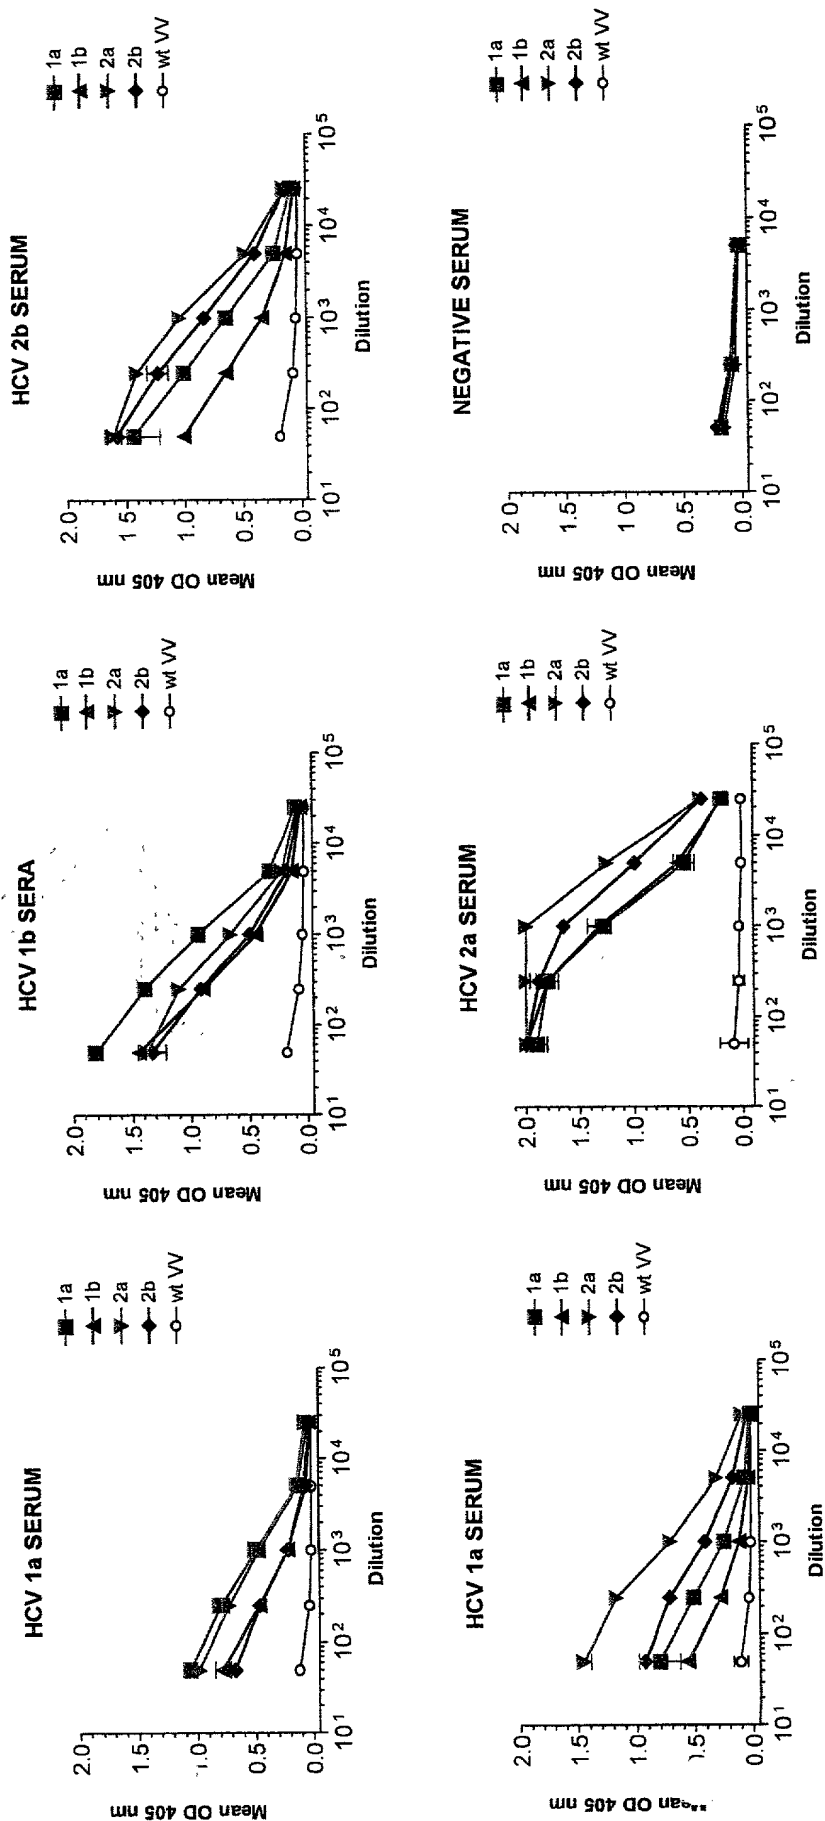 HCV 1a SERUM
Mean OD 405 nm
2.0
1.5
1.0
0.5
0.0
10¹
10²
10³
10⁴
10⁵
Dilution
1a
1b
2a
2b
wt VV
HCV 1b SERA
Mean OD 405 nm
2.0
1.5
1.0
0.5
0.0
10¹
10²
10³
10⁴
10⁵
Dilution
1a
1b
2a
2b
wt VV
HCV 2b SERUM
Mean OD 405 nm
2.0
1.5
1.0
0.5
0.0
10¹
10²
10³
10⁴
10⁵
Dilution
1a
1b
2a
2b
wt VV
HCV 1a SERUM
OD 405 nm
2.0
1.5
1.0
0.5
0.0
10¹
10²
10³
10⁴
10⁵
Dilution
1a
1b
2a
2b
wt VV
HCV 2a SERUM
Mean OD 405 nm
2.0
1.5
1.0
0.5
0.0
10¹
10²
10³
10⁴
10⁵
Dilution
1a
1b
2a
2b
wt VV
NEGATIVE SERUM
Mean OD 405 nm
2 0
1.5
1 0
0.5
0.0
10¹
10²
10³
10⁴
10⁵
Dilution
1a
1b
2a
2b
wt VV